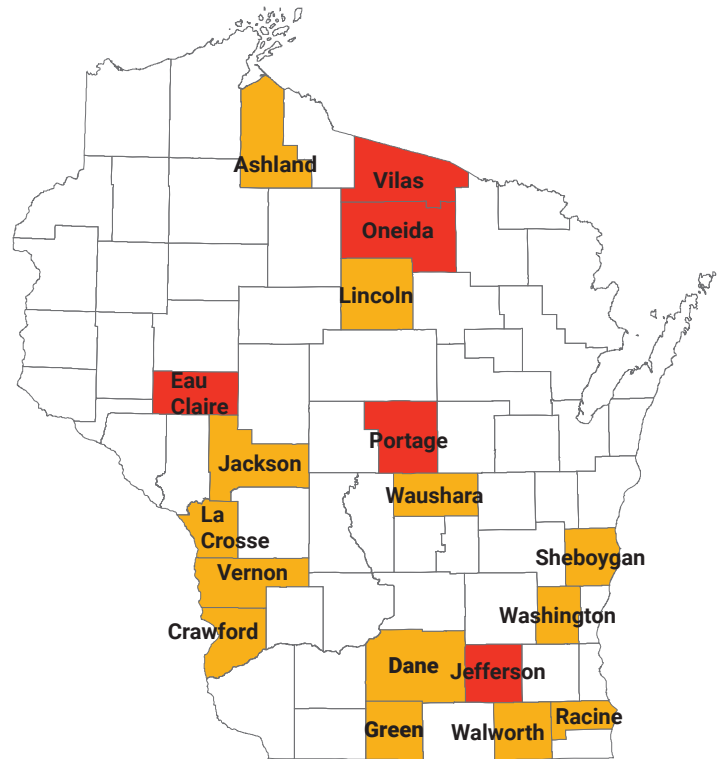 Ashland
Vilas
Oneida
Lincoln
Eau
Claire
Portage
Jackson
Waushara
La
Crosse
Sheboygan
Vernon
Washington
Crawford
Dane
Jefferson
Racine
Green
Walworth